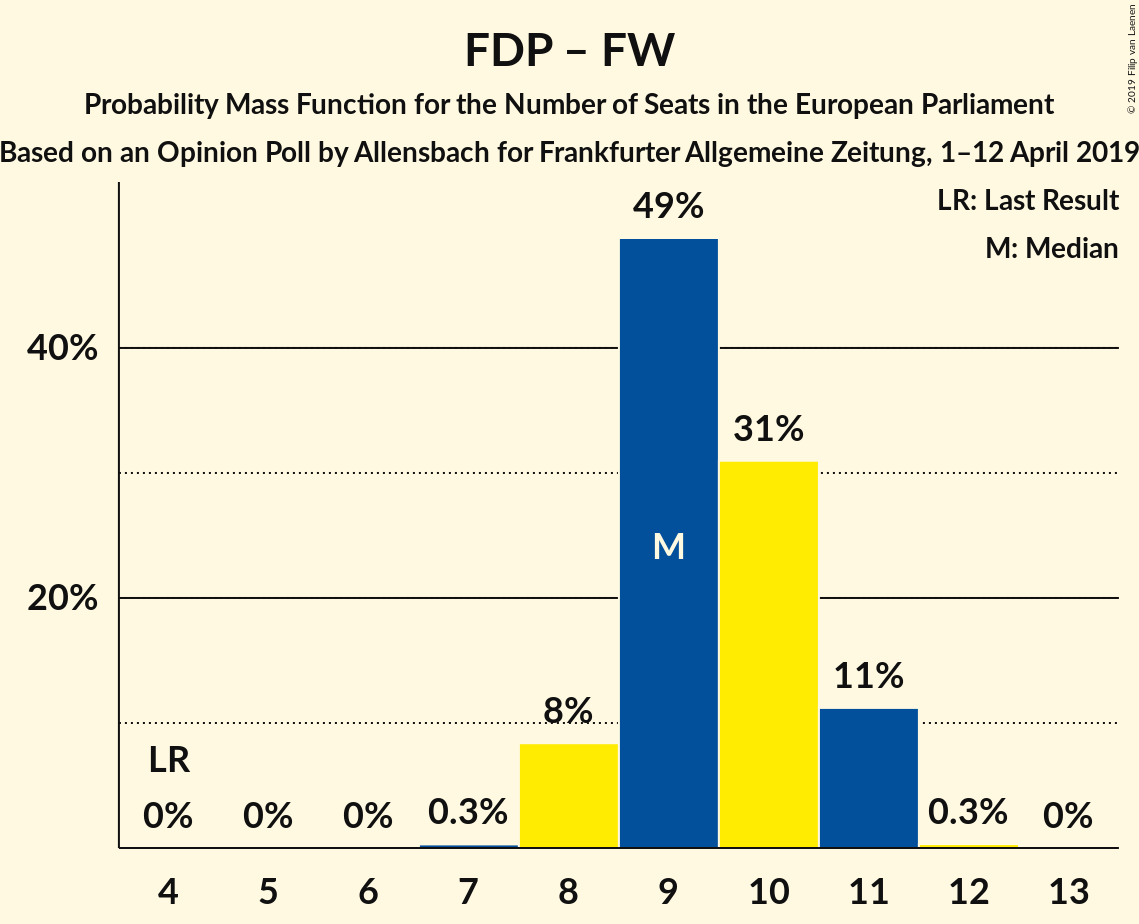 FDP – FW
Probability Mass Function for the Number of Seats in the European Parliament
Based on an Opinion Poll by Allensbach for Frankfurter Allgemeine Zeitung, 1–12 April 2019
© 2019 Filip van Laenen
LR: Last Result
M: Median
49%
40%
31%
M
20%
11%
8%
LR
0% 0% 0% 0.3% 0.3% 0%
4 5 6 7 8 9 10 11 12 13